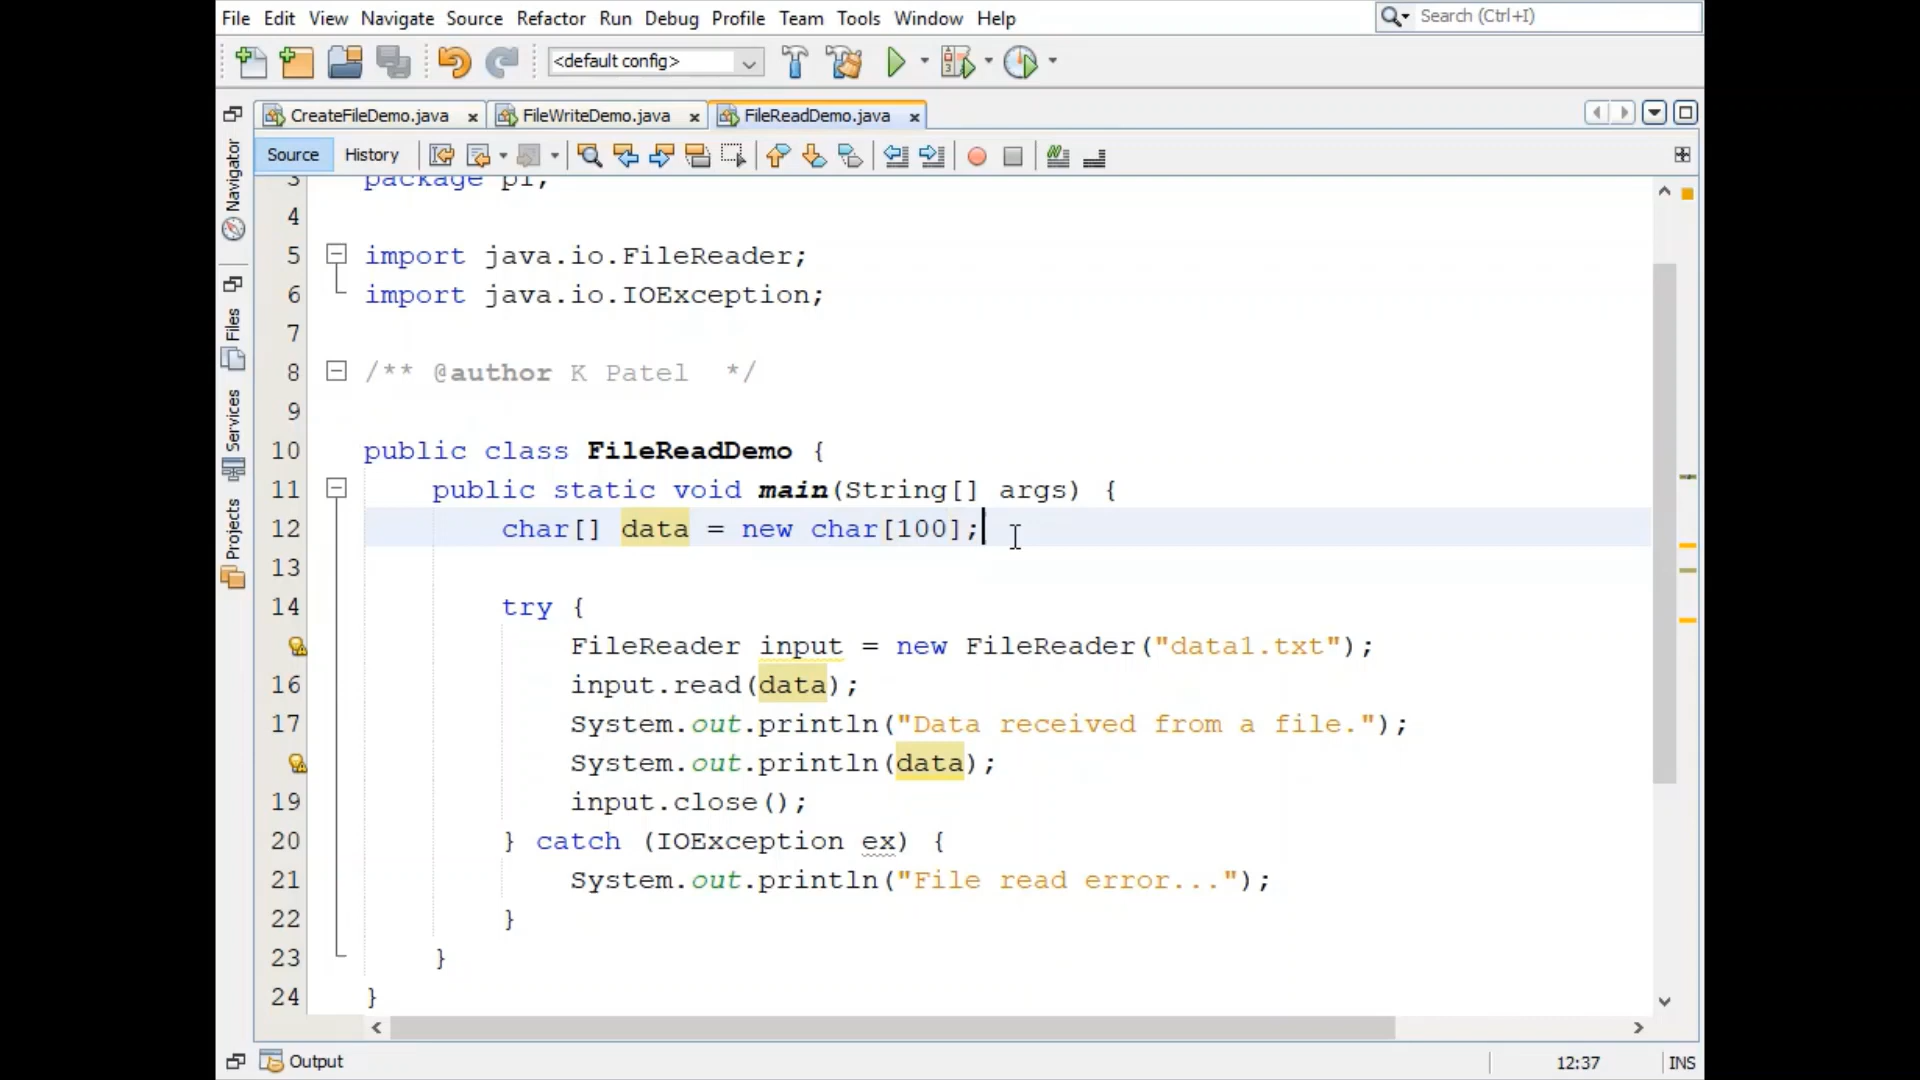 File Edit View Navigate Source Refactor Run Debug Profile Team Tools Window Help
Search (Ctrl+I)
<default config>
CreateFileDemo.java FileWriteDemo.java FileReadDemo.java
Source History
Navigator
Files
Services
Projects
3 package p1;
4
5 import java.io.FileReader;
6 import java.io.IOException;
7
8 /** @author K Patel */
9
10 public class FileReadDemo {
11 public static void main(String[] args) {
12 char[] data = new char[100];
13
14 try {
FileReader input = new FileReader("data1.txt");
16 input.read(data);
17 System.out.println("Data received from a file.");
System.out.println(data);
19 input.close();
20 } catch (IOException ex) {
21 System.out.println("File read error...");
22 }
23 }
24 }
Output
12:37 INS